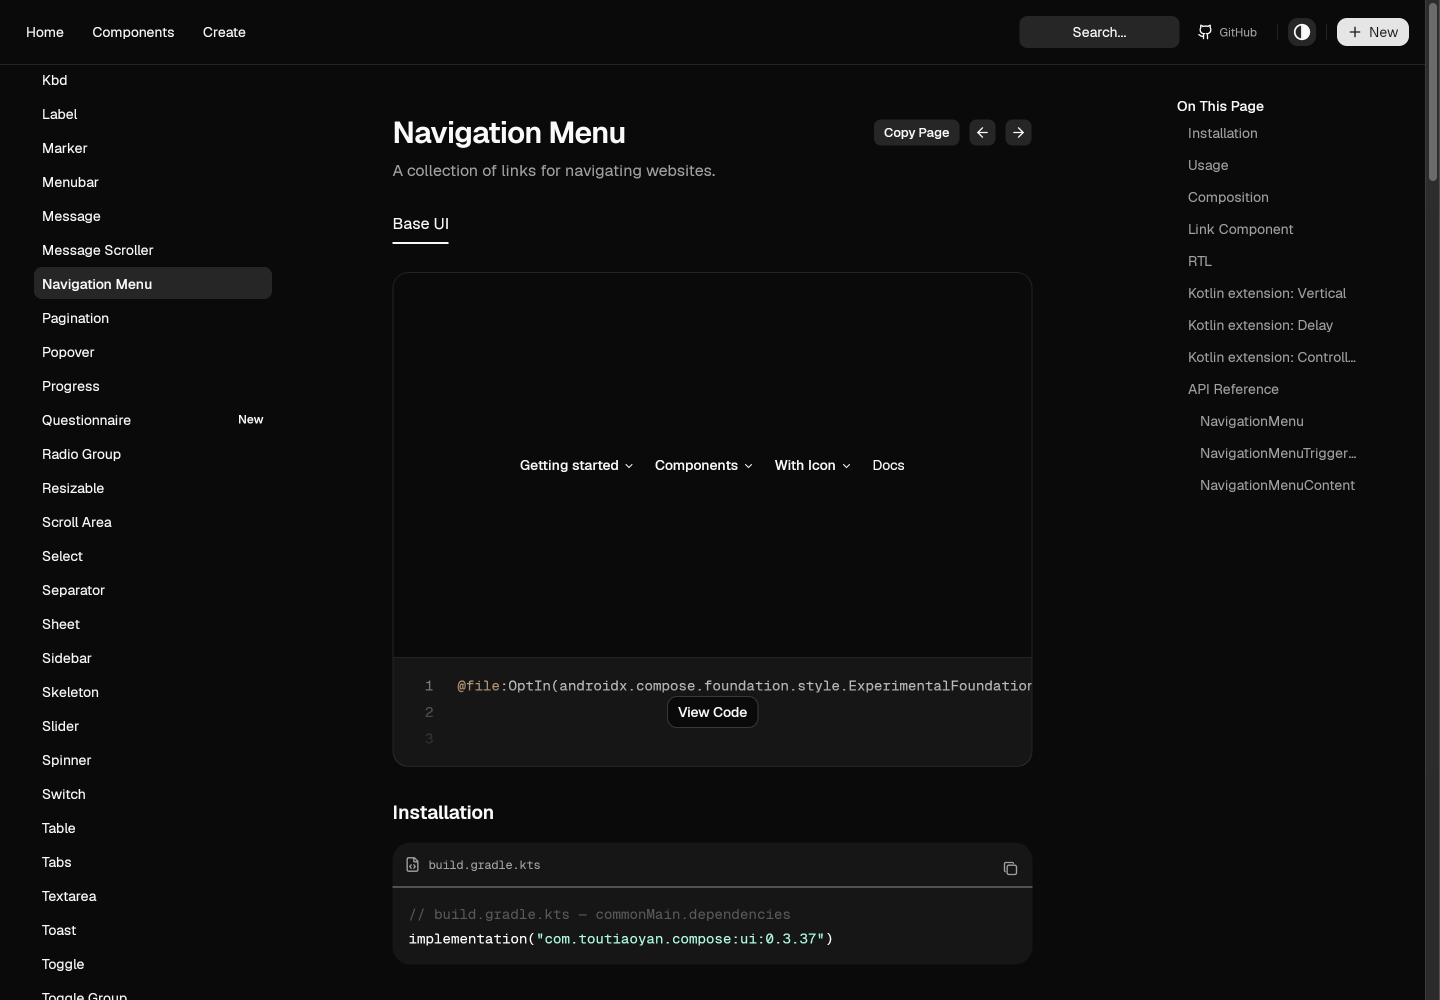 Home
Components
Create
Search...
GitHub
New
Kbd
Label
Marker
Menubar
Message
Message Scroller
Navigation Menu
Pagination
Popover
Progress
Questionnaire
New
Radio Group
Resizable
Scroll Area
Select
Separator
Sheet
Sidebar
Skeleton
Slider
Spinner
Switch
Table
Tabs
Textarea
Toast
Toggle
Toggle Group
Navigation Menu
Copy Page
A collection of links for navigating websites.
Base UI
Getting started
Components
With Icon
Docs
1 @file:OptIn(androidx.compose.foundation.style.ExperimentalFoundation
2
View Code
3
Installation
build.gradle.kts
// build.gradle.kts — commonMain.dependencies
implementation("com.toutiaoyan.compose:ui:0.3.37")
On This Page
Installation
Usage
Composition
Link Component
RTL
Kotlin extension: Vertical
Kotlin extension: Delay
Kotlin extension: Controll...
API Reference
NavigationMenu
NavigationMenuTrigger...
NavigationMenuContent